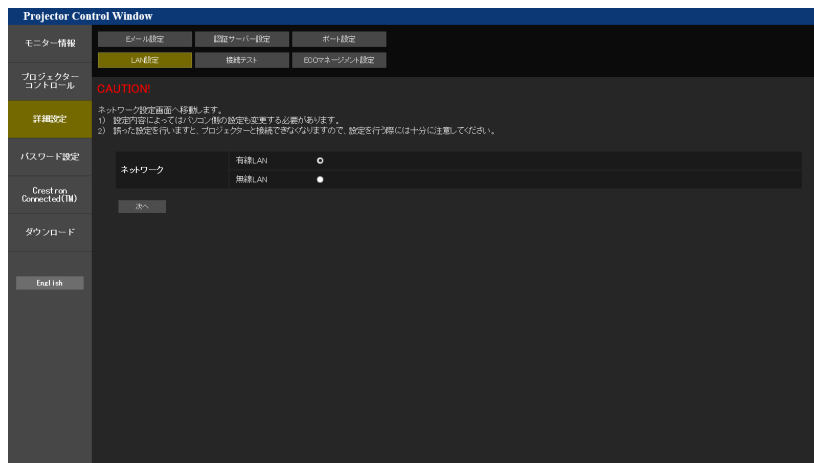 Projector Control Window
モニター情報
プロジェクター
コントロール
詳細設定
パスワード設定
Crestron
Connected(TM)
ダウンロード
English
Eメール設定
認証サーバー設定
ポート設定
LAN設定
接続テスト
ECOマネージメント設定
CAUTION!
ネットワーク設定画面へ移動します。
1) 設定内容によってはパソコン側の設定も変更する必要があります。
2) 誤った設定を行いますと、プロジェクターと接続できなくなりますので、設定を行う際には十分に注意してください。
ネットワーク
有線LAN
無線LAN
次へ